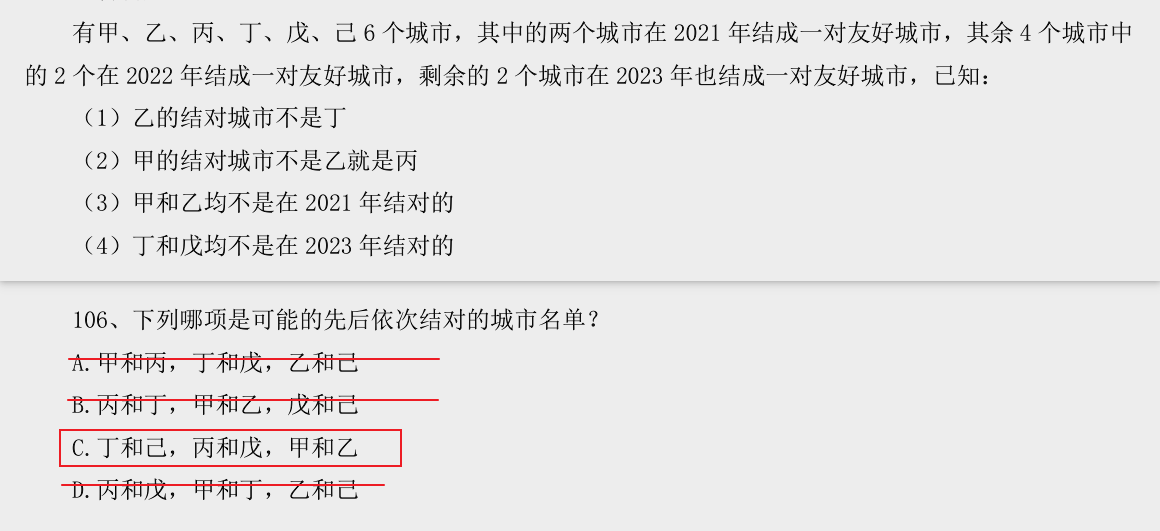 有甲、乙、丙、丁、戊、己 6 个城市，其中的两个城市在 2021 年结成一对友好城市，其余 4 个城市中
的 2 个在 2022 年结成一对友好城市，剩余的 2 个城市在 2023 年也结成一对友好城市，已知：
（1）乙的结对城市不是丁
（2）甲的结对城市不是乙就是丙
（3）甲和乙均不是在 2021 年结对的
（4）丁和戊均不是在 2023 年结对的
106、下列哪项是可能的先后依次结对的城市名单？
A. 甲和丙，丁和戊，乙和己
B. 丙和丁，甲和乙，戊和己
C. 丁和己，丙和戊，甲和乙
D. 丙和戊，甲和丁，乙和己